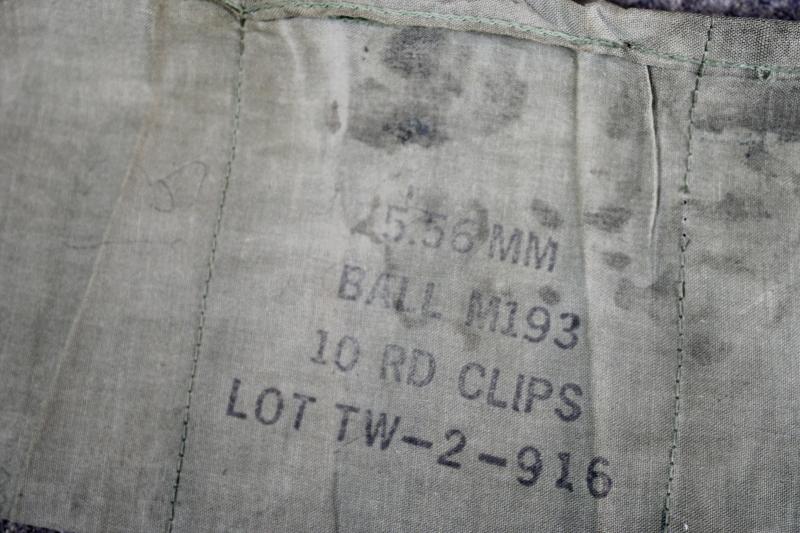 5.56 MM
BALL M193
10 RD CLIPS
LOT TW-2-916